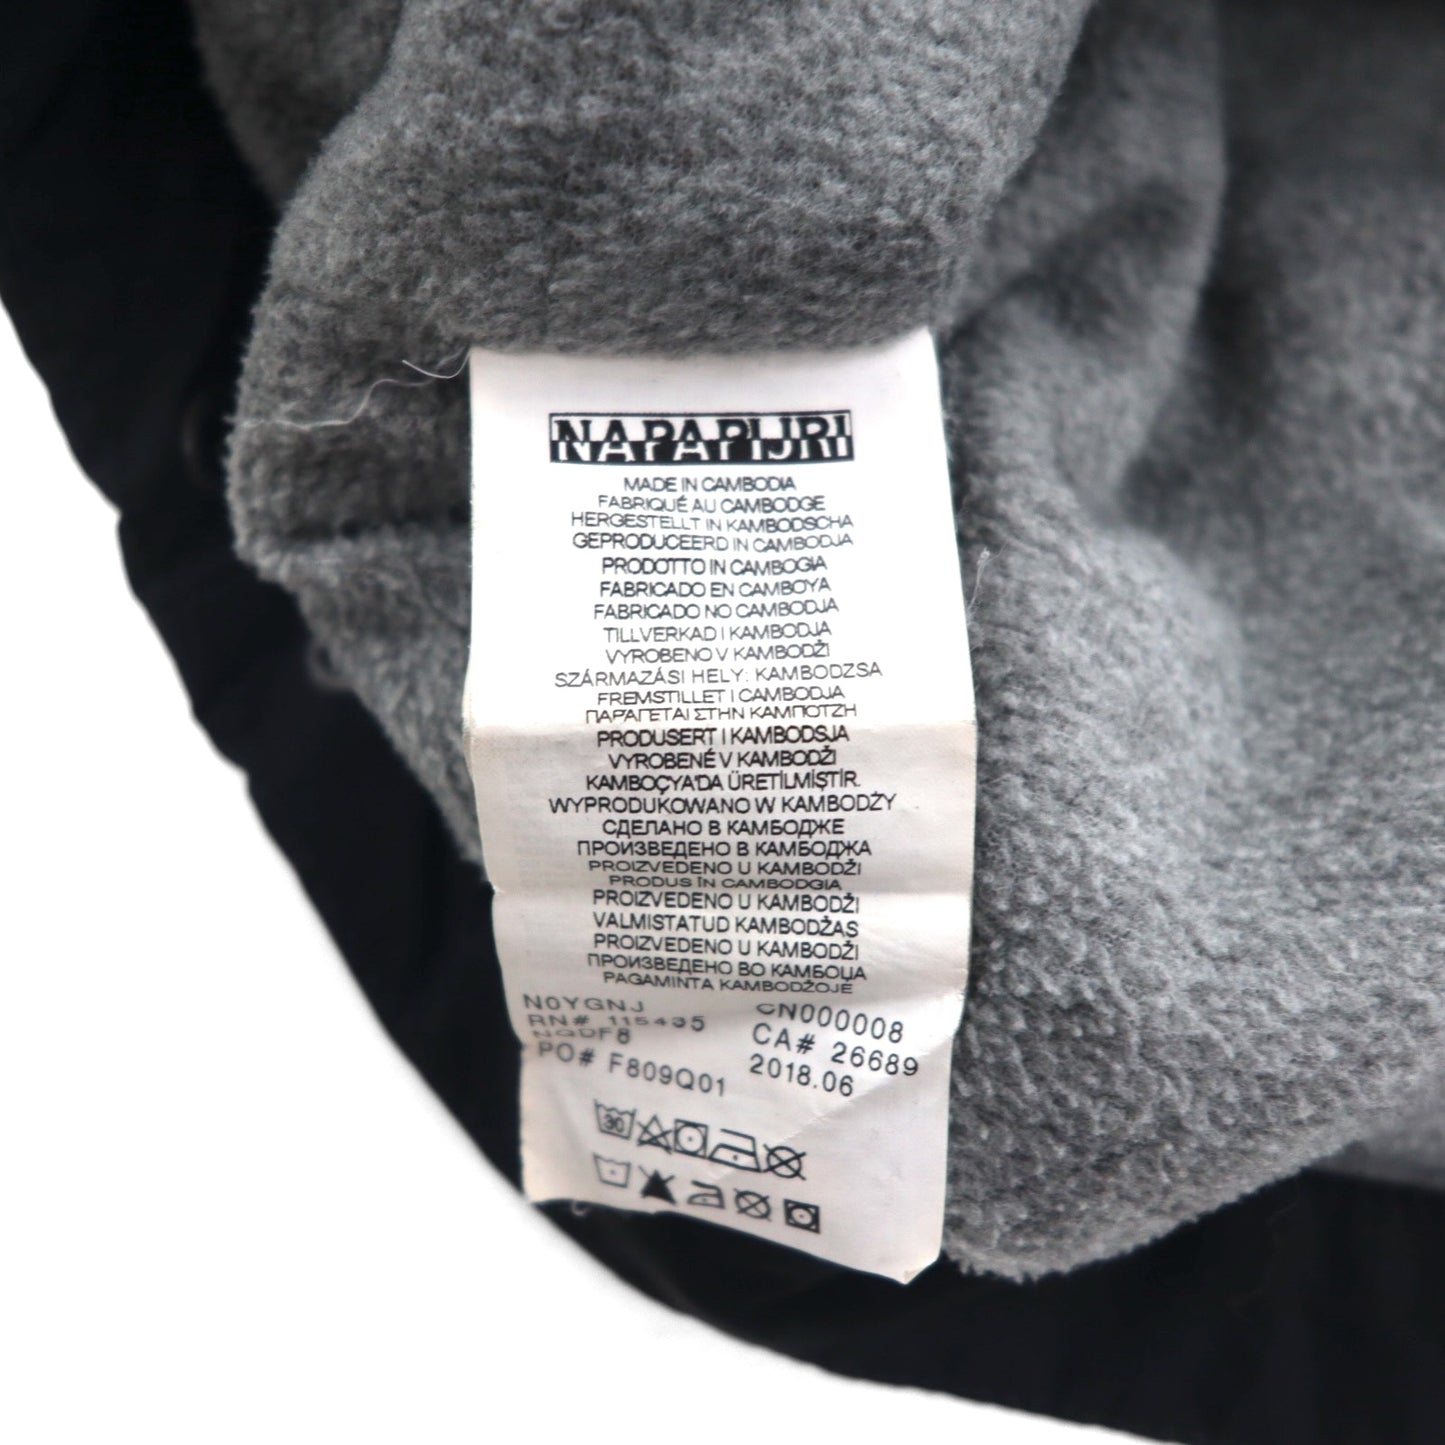 NAPAPIJRI
MADE IN CAMBODIA
FABRIQUÉ AU CAMBODGE
HERGESTELLT IN KAMBODSCHA
GEPRODUCEERD IN CAMBODJA
PRODOTTO IN CAMBOGIA
FABRICADO EN CAMBOYA
FABRICADO NO CAMBODJA
TILLVERKAD I KAMBODJA
VYROBENO V KAMBODŽI
SZÁRMAZÁSI HELY: KAMBODZSA
FREMSTILLET I CAMBODJA
ΠΑΡΑΓΕΤΑΙ ΣΤΗΝ ΚΑΜΠΟΤΖΗ
PRODUSERT I KAMBODSJA
VYROBENÉ V KAMBODŽI
KAMBOÇYA'DA ÜRETİLMİŞTİR.
WYPRODUKOWANO W KAMBODŻY
СДЕЛАНО В КАМБОДЖЕ
ПРОИЗВЕДЕНО В КАМБОДЖА
PROIZVEDENO U KAMBODŽI
PRODUS ÎN CAMBODGIA
PROIZVEDENO U KAMBODŽI
VALMISTATUD KAMBODŽAS
PROIZVEDENO U KAMBODŽI
ПРОИЗВЕДЕНО ВО КАМБОЏА
PAGAMINTA KAMBODŽOJE
N0YGNJ CN000008
RN# 115435 CA# 26689
NGDF8 2018.06
PO# F809Q01
30